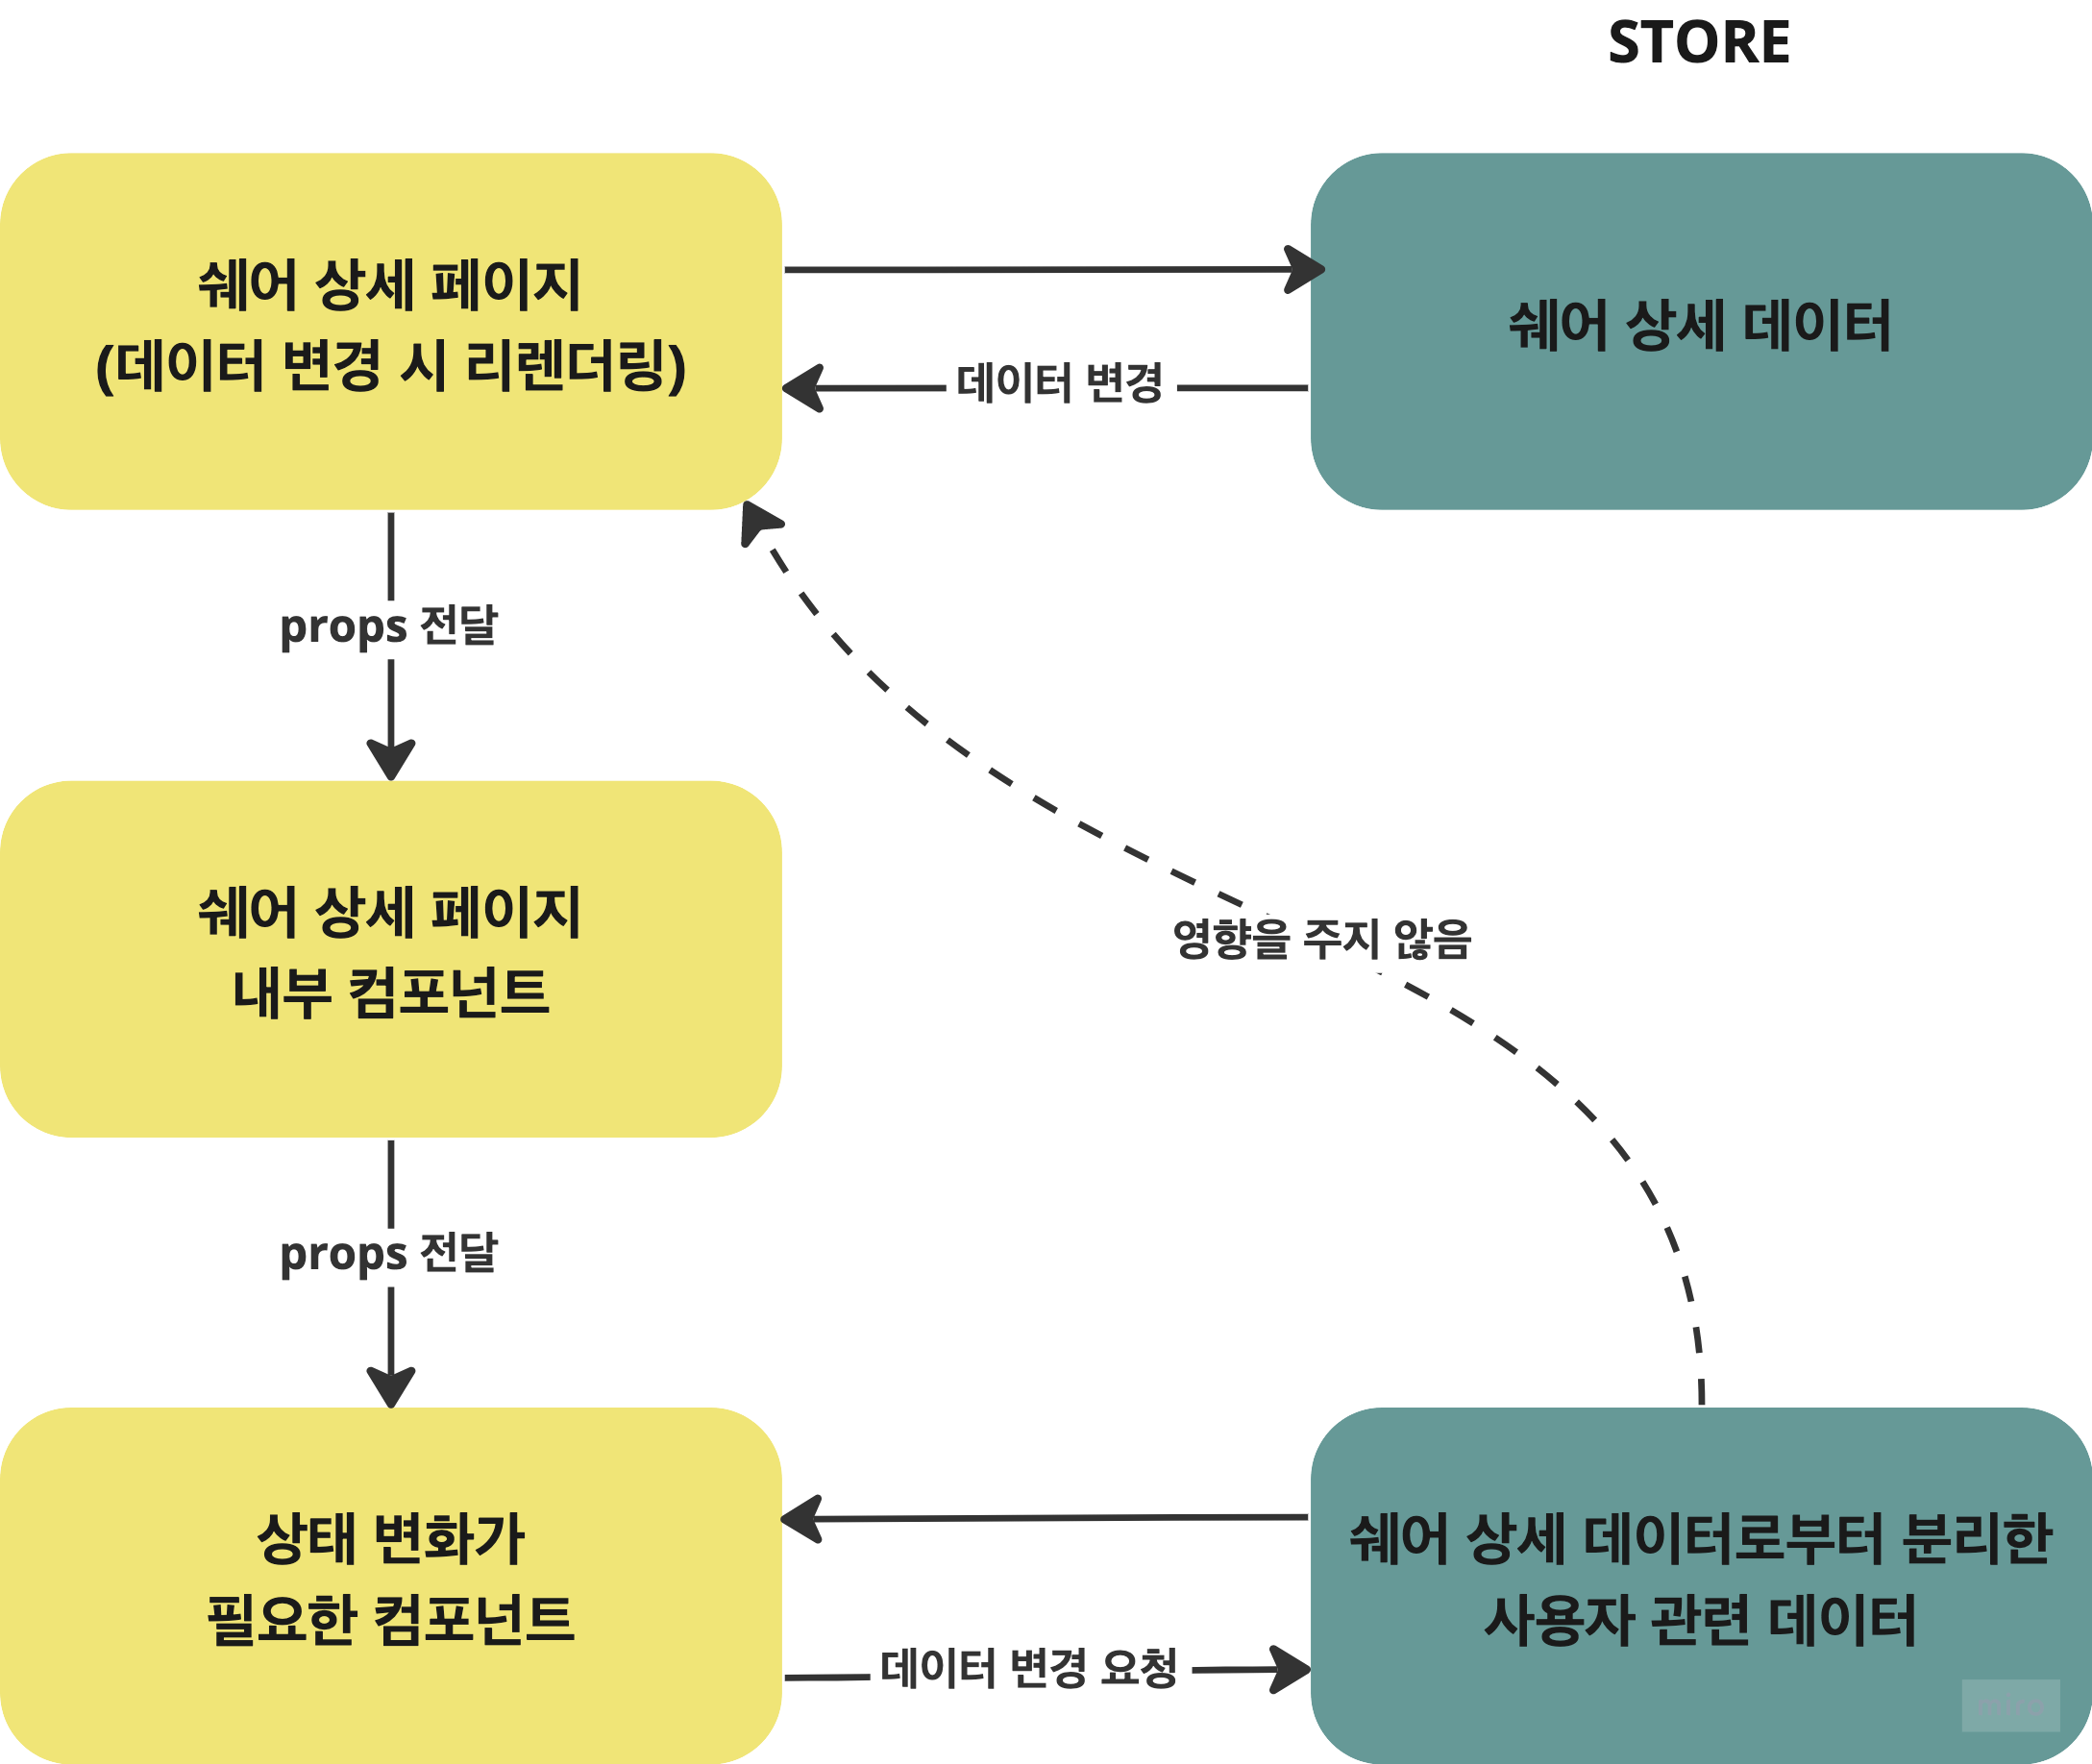 STORE
쉐어 상세 페이지
(데이터 변경 시 리렌더링)
쉐어 상세 데이터
데이터 변경
props 전달
쉐어 상세 페이지
내부 컴포넌트
영향을 주지 않음
props 전달
상태 변화가
필요한 컴포넌트
쉐어 상세 데이터로부터 분리한
사용자 관련 데이터
데이터 변경 요청
miro